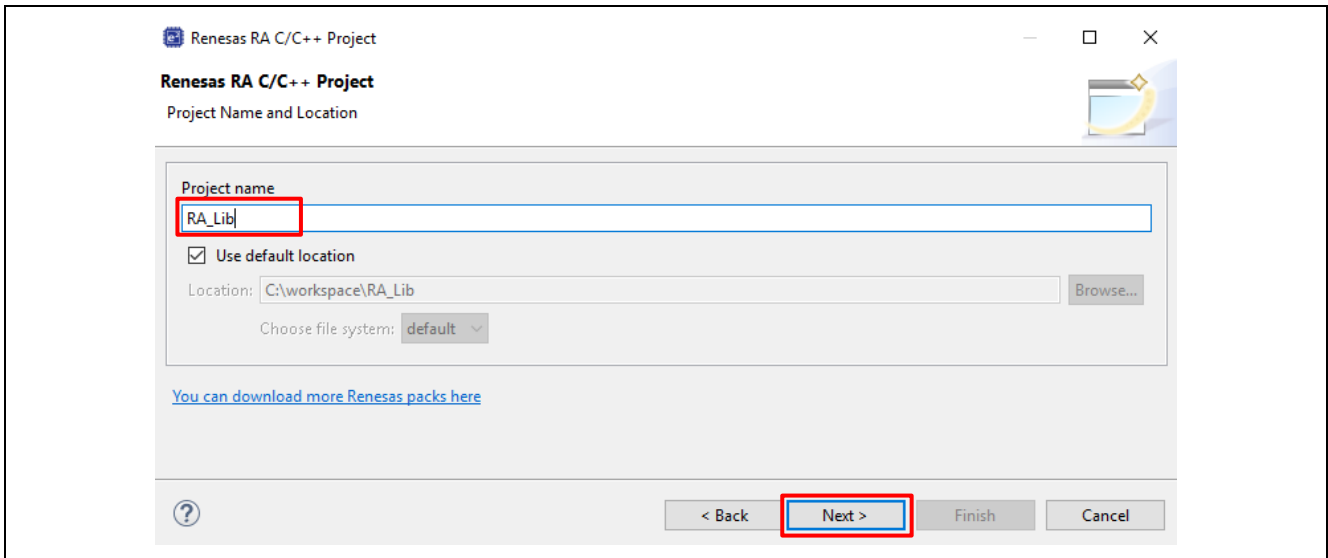 Renesas RA C/C++ Project
Renesas RA C/C++ Project
Project Name and Location
Project name
RA_Lib
Use default location
Location: C:\workspace\RA_Lib Browse...
Choose file system: default
You can download more Renesas packs here
? < Back Next > Finish Cancel